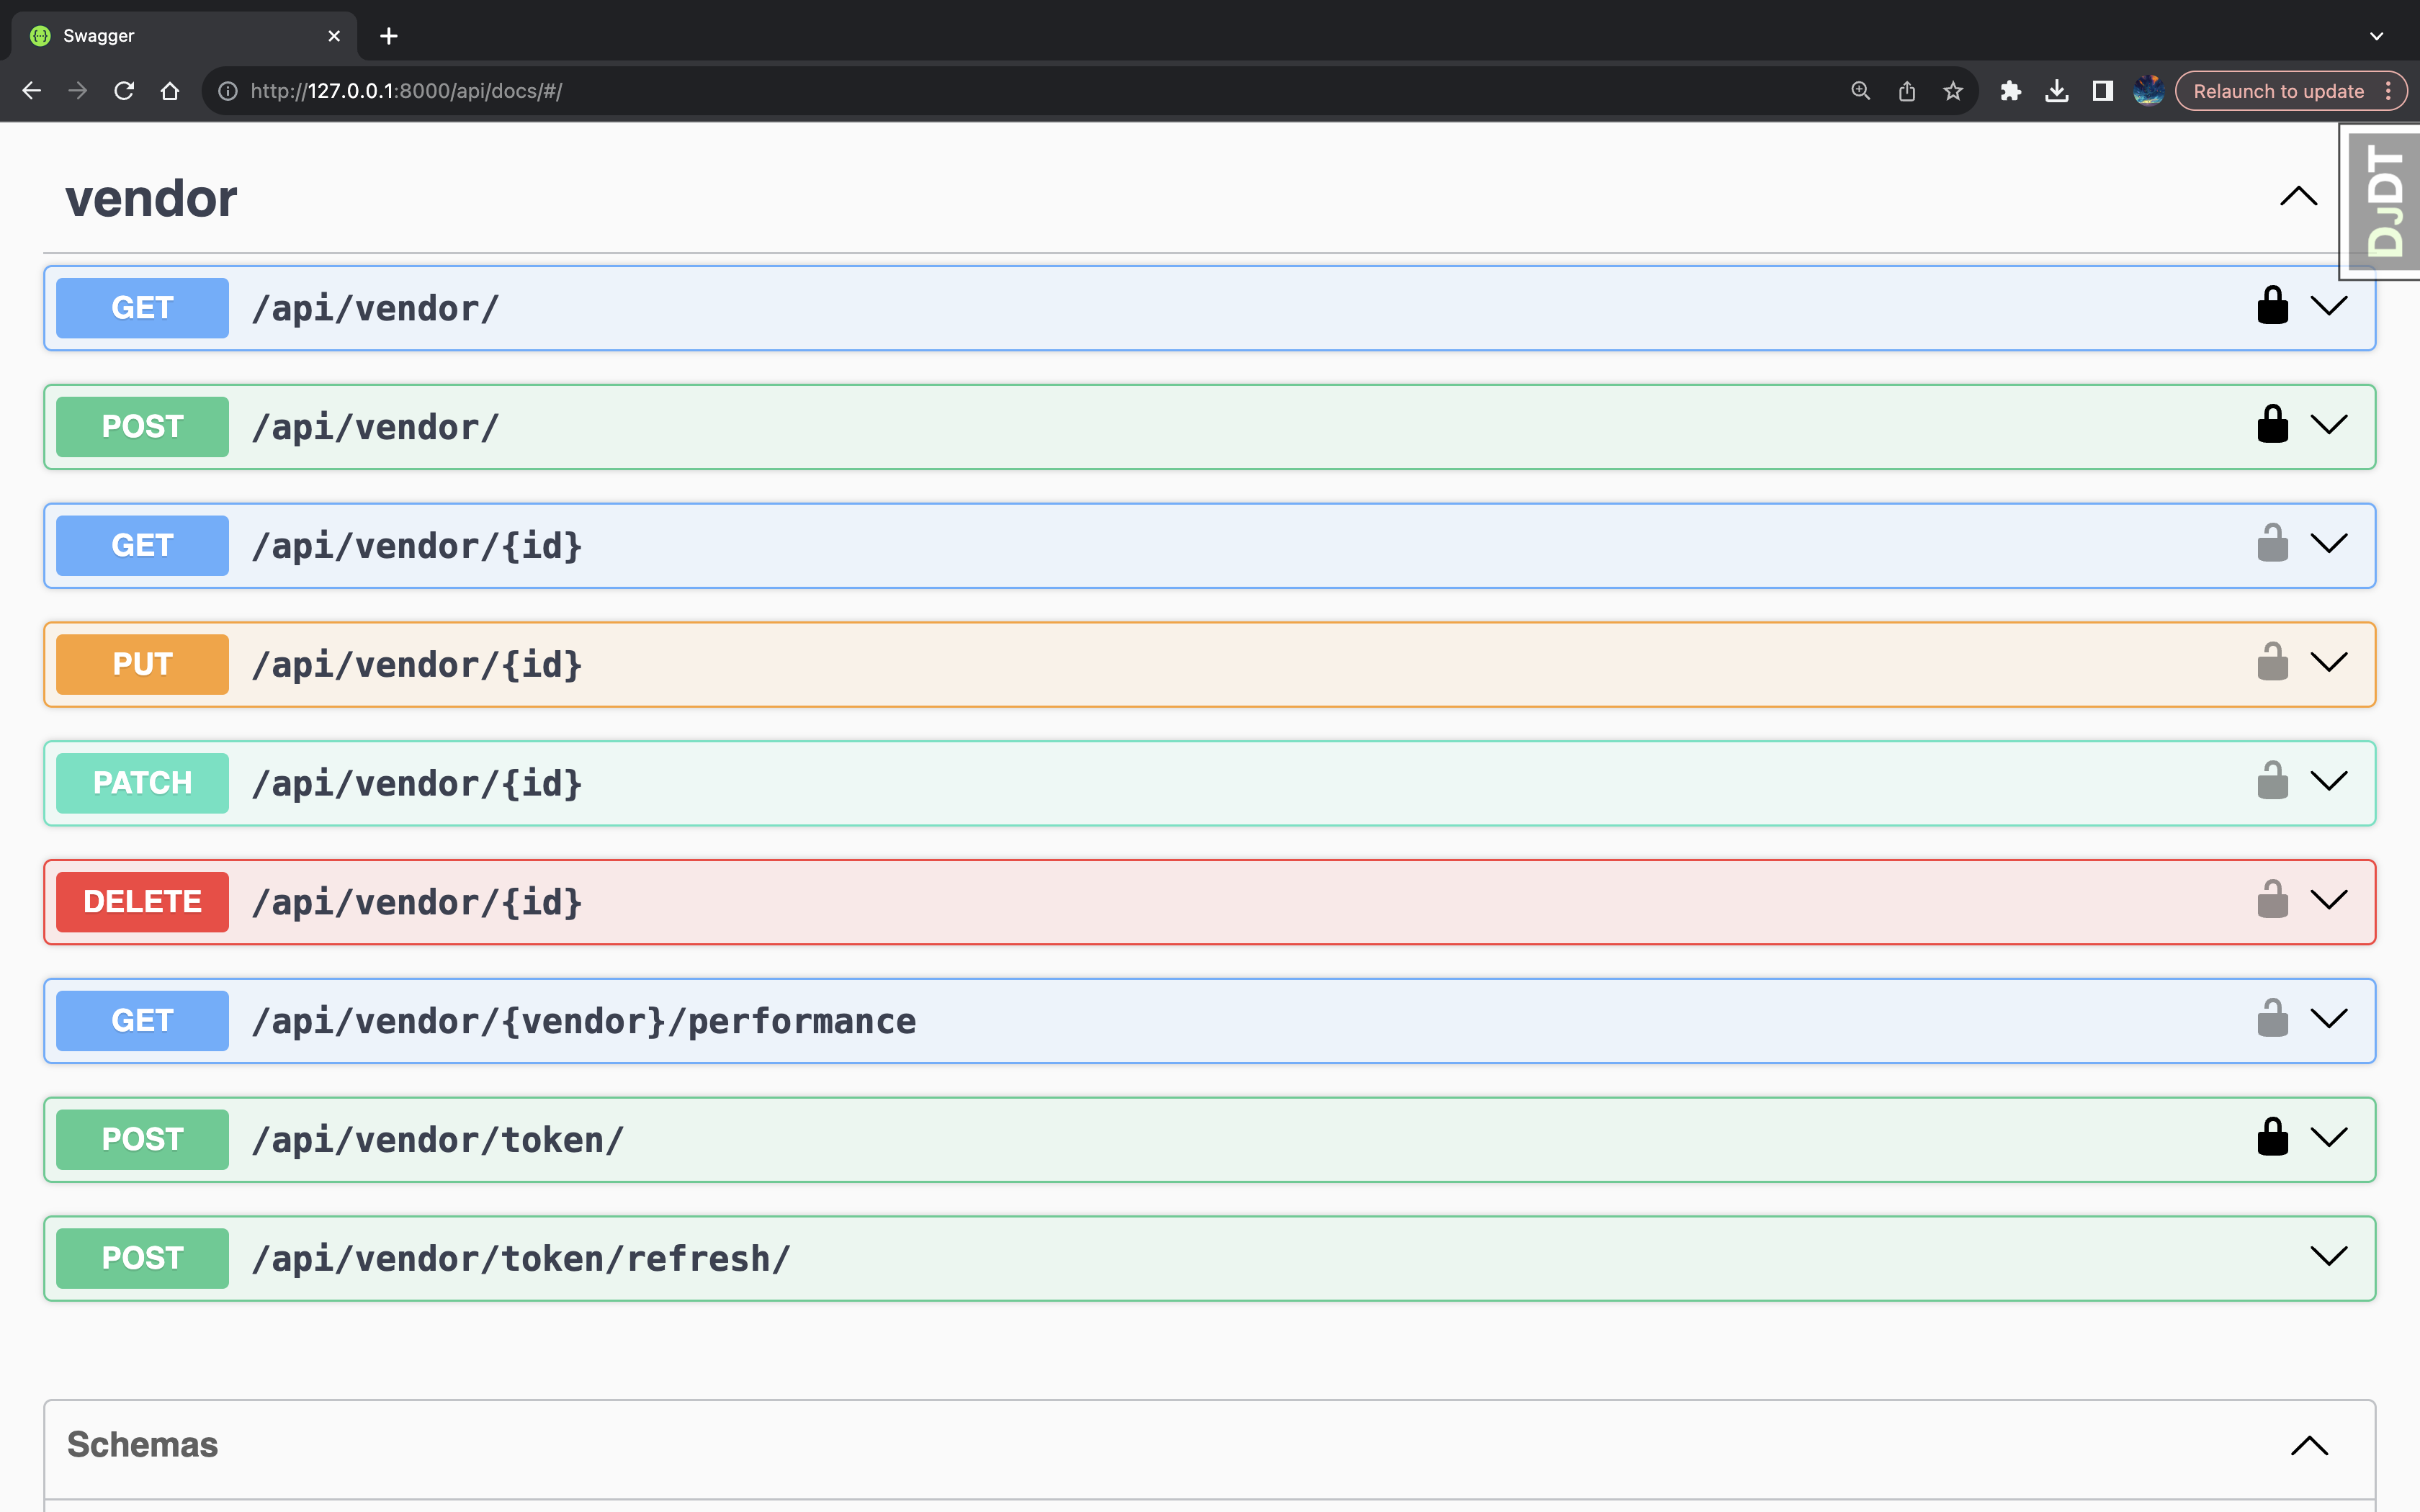 Swagger
http://127.0.0.1:8000/api/docs/#/
Relaunch to update
DJDT
vendor
GET /api/vendor/
POST /api/vendor/
GET /api/vendor/{id}
PUT /api/vendor/{id}
PATCH /api/vendor/{id}
DELETE /api/vendor/{id}
GET /api/vendor/{vendor}/performance
POST /api/vendor/token/
POST /api/vendor/token/refresh/
Schemas